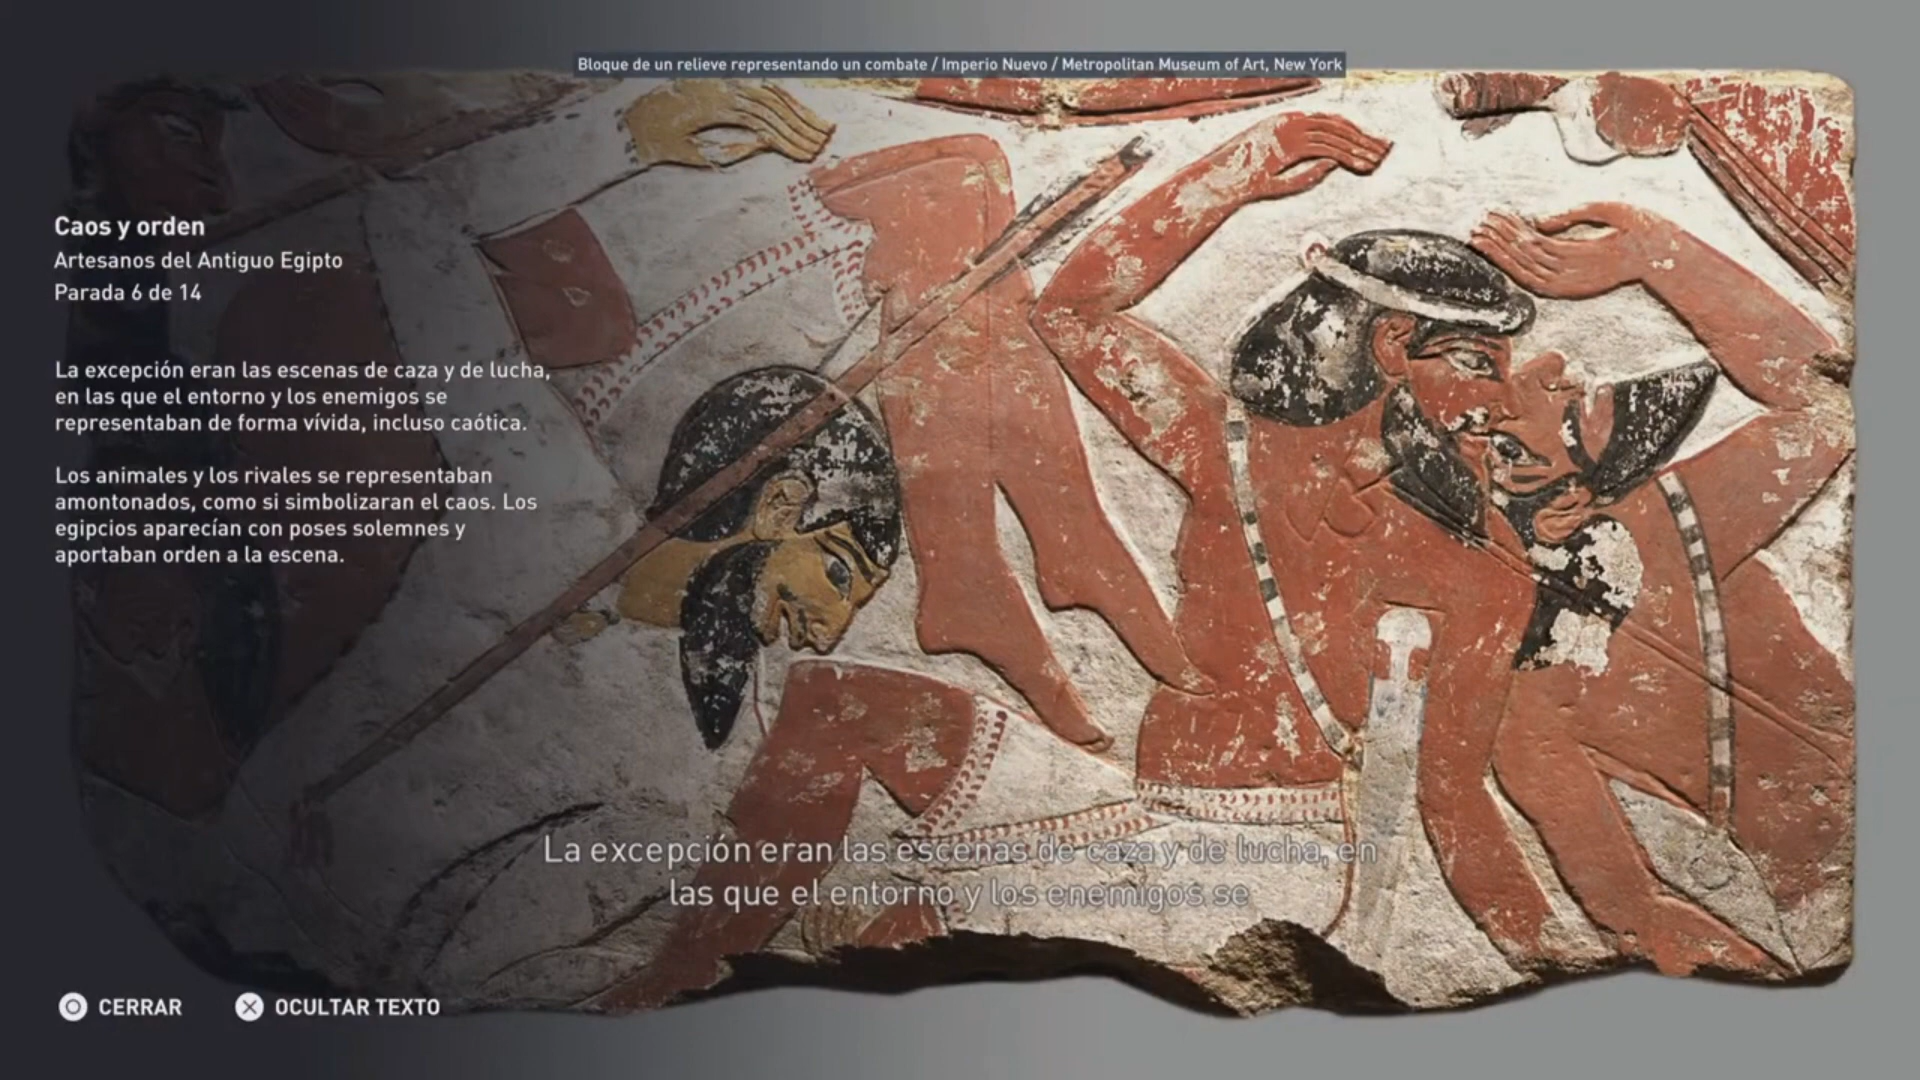 Bloque de un relieve representando un combate / Imperio Nuevo / Metropolitan Museum of Art, New York
Caos y orden
Artesanos del Antiguo Egipto
Parada 6 de 14
La excepción eran las escenas de caza y de lucha,
en las que el entorno y los enemigos se
representaban de forma vívida, incluso caótica.
Los animales y los rivales se representaban
amontonados, como si simbolizaran el caos. Los
egipcios aparecían con poses solemnes y
aportaban orden a la escena.
La excepción eran las escenas de caza y de lucha, en
las que el entorno y los enemigos se
CERRAR
OCULTAR TEXTO